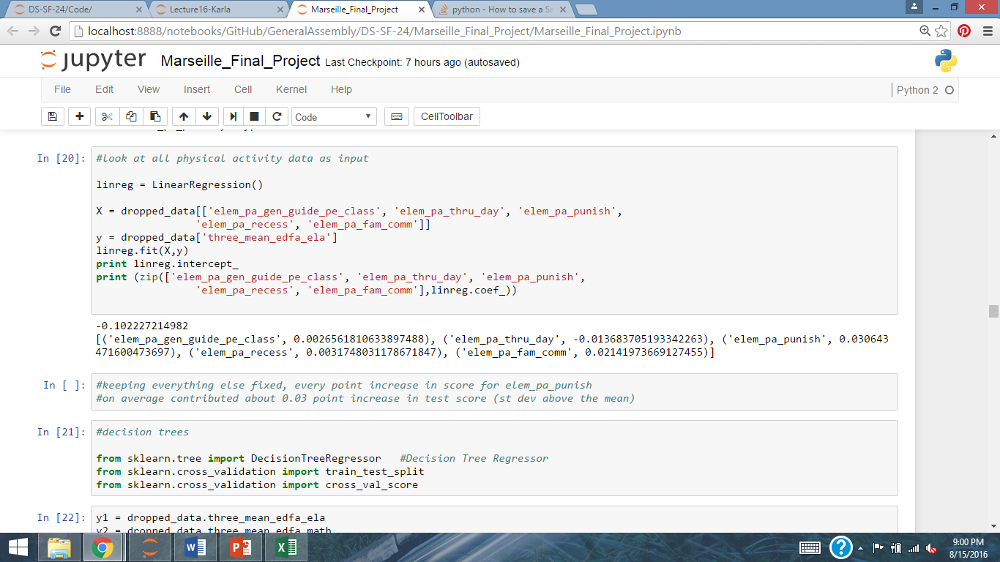 DS-SF-24/Code/
Lecture16-Karla
Marseille_Final_Project
python - How to save a Se
localhost:8888/notebooks/GitHub/GeneralAssembly/DS-SF-24/Marseille_Final_Project/Marseille_Final_Project.ipynb
jupyter Marseille_Final_Project Last Checkpoint: 7 hours ago (autosaved)
File Edit View Insert Cell Kernel Help
Python 2
Code
CellToolbar
In [20]: #look at all physical activity data as input
linreg = LinearRegression()
X = dropped_data[['elem_pa_gen_guide_pe_class', 'elem_pa_thru_day', 'elem_pa_punish',
'elem_pa_recess', 'elem_pa_fam_comm']]
y = dropped_data['three_mean_edfa_ela']
linreg.fit(X,y)
print linreg.intercept_
print (zip(['elem_pa_gen_guide_pe_class', 'elem_pa_thru_day', 'elem_pa_punish',
'elem_pa_recess', 'elem_pa_fam_comm'],linreg.coef_))
-0.102227214982
[('elem_pa_gen_guide_pe_class', 0.0026561810633897488), ('elem_pa_thru_day', -0.013683705193342263), ('elem_pa_punish', 0.030643
471600473697), ('elem_pa_recess', 0.0031748031178671847), ('elem_pa_fam_comm', 0.02141973669127455)]
In [ ]: #keeping everything else fixed, every point increase in score for elem_pa_punish
#on average contributed about 0.03 point increase in test score (st dev above the mean)
In [21]: #decision trees
from sklearn.tree import DecisionTreeRegressor #Decision Tree Regressor
from sklearn.cross_validation import train_test_split
from sklearn.cross_validation import cross_val_score
In [22]: y1 = dropped_data.three_mean_edfa_ela
y2 = dropped_data.three_mean_edfa_math
9:00 PM
8/15/2016